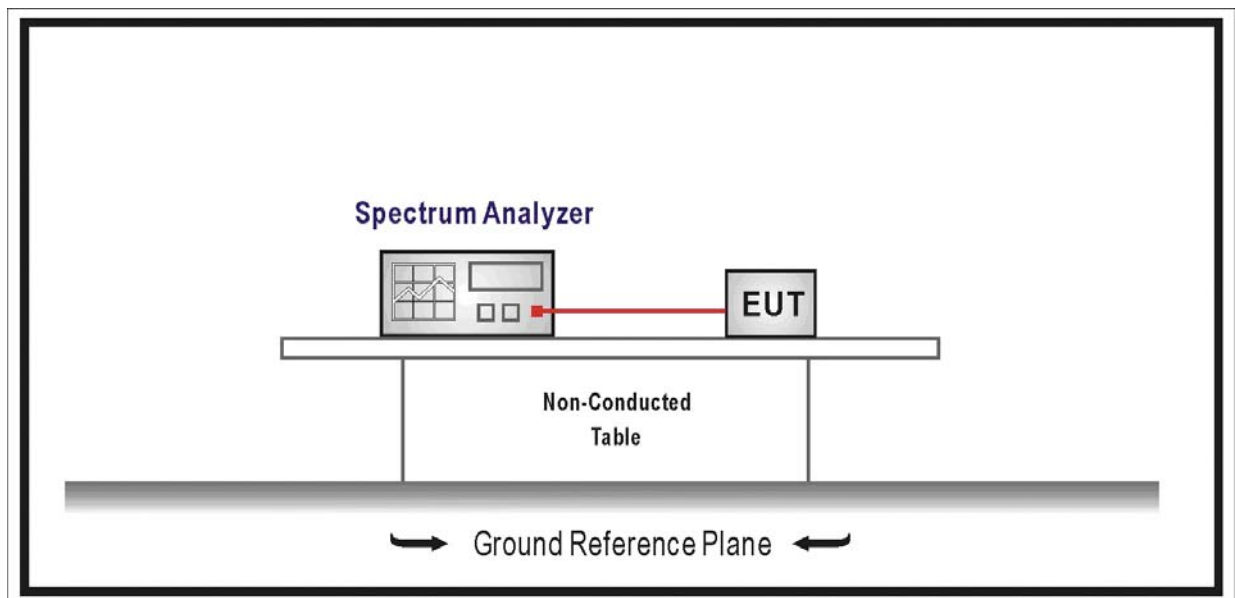 Spectrum Analyzer
EUT
Non-Conducted
Table
Ground Reference Plane